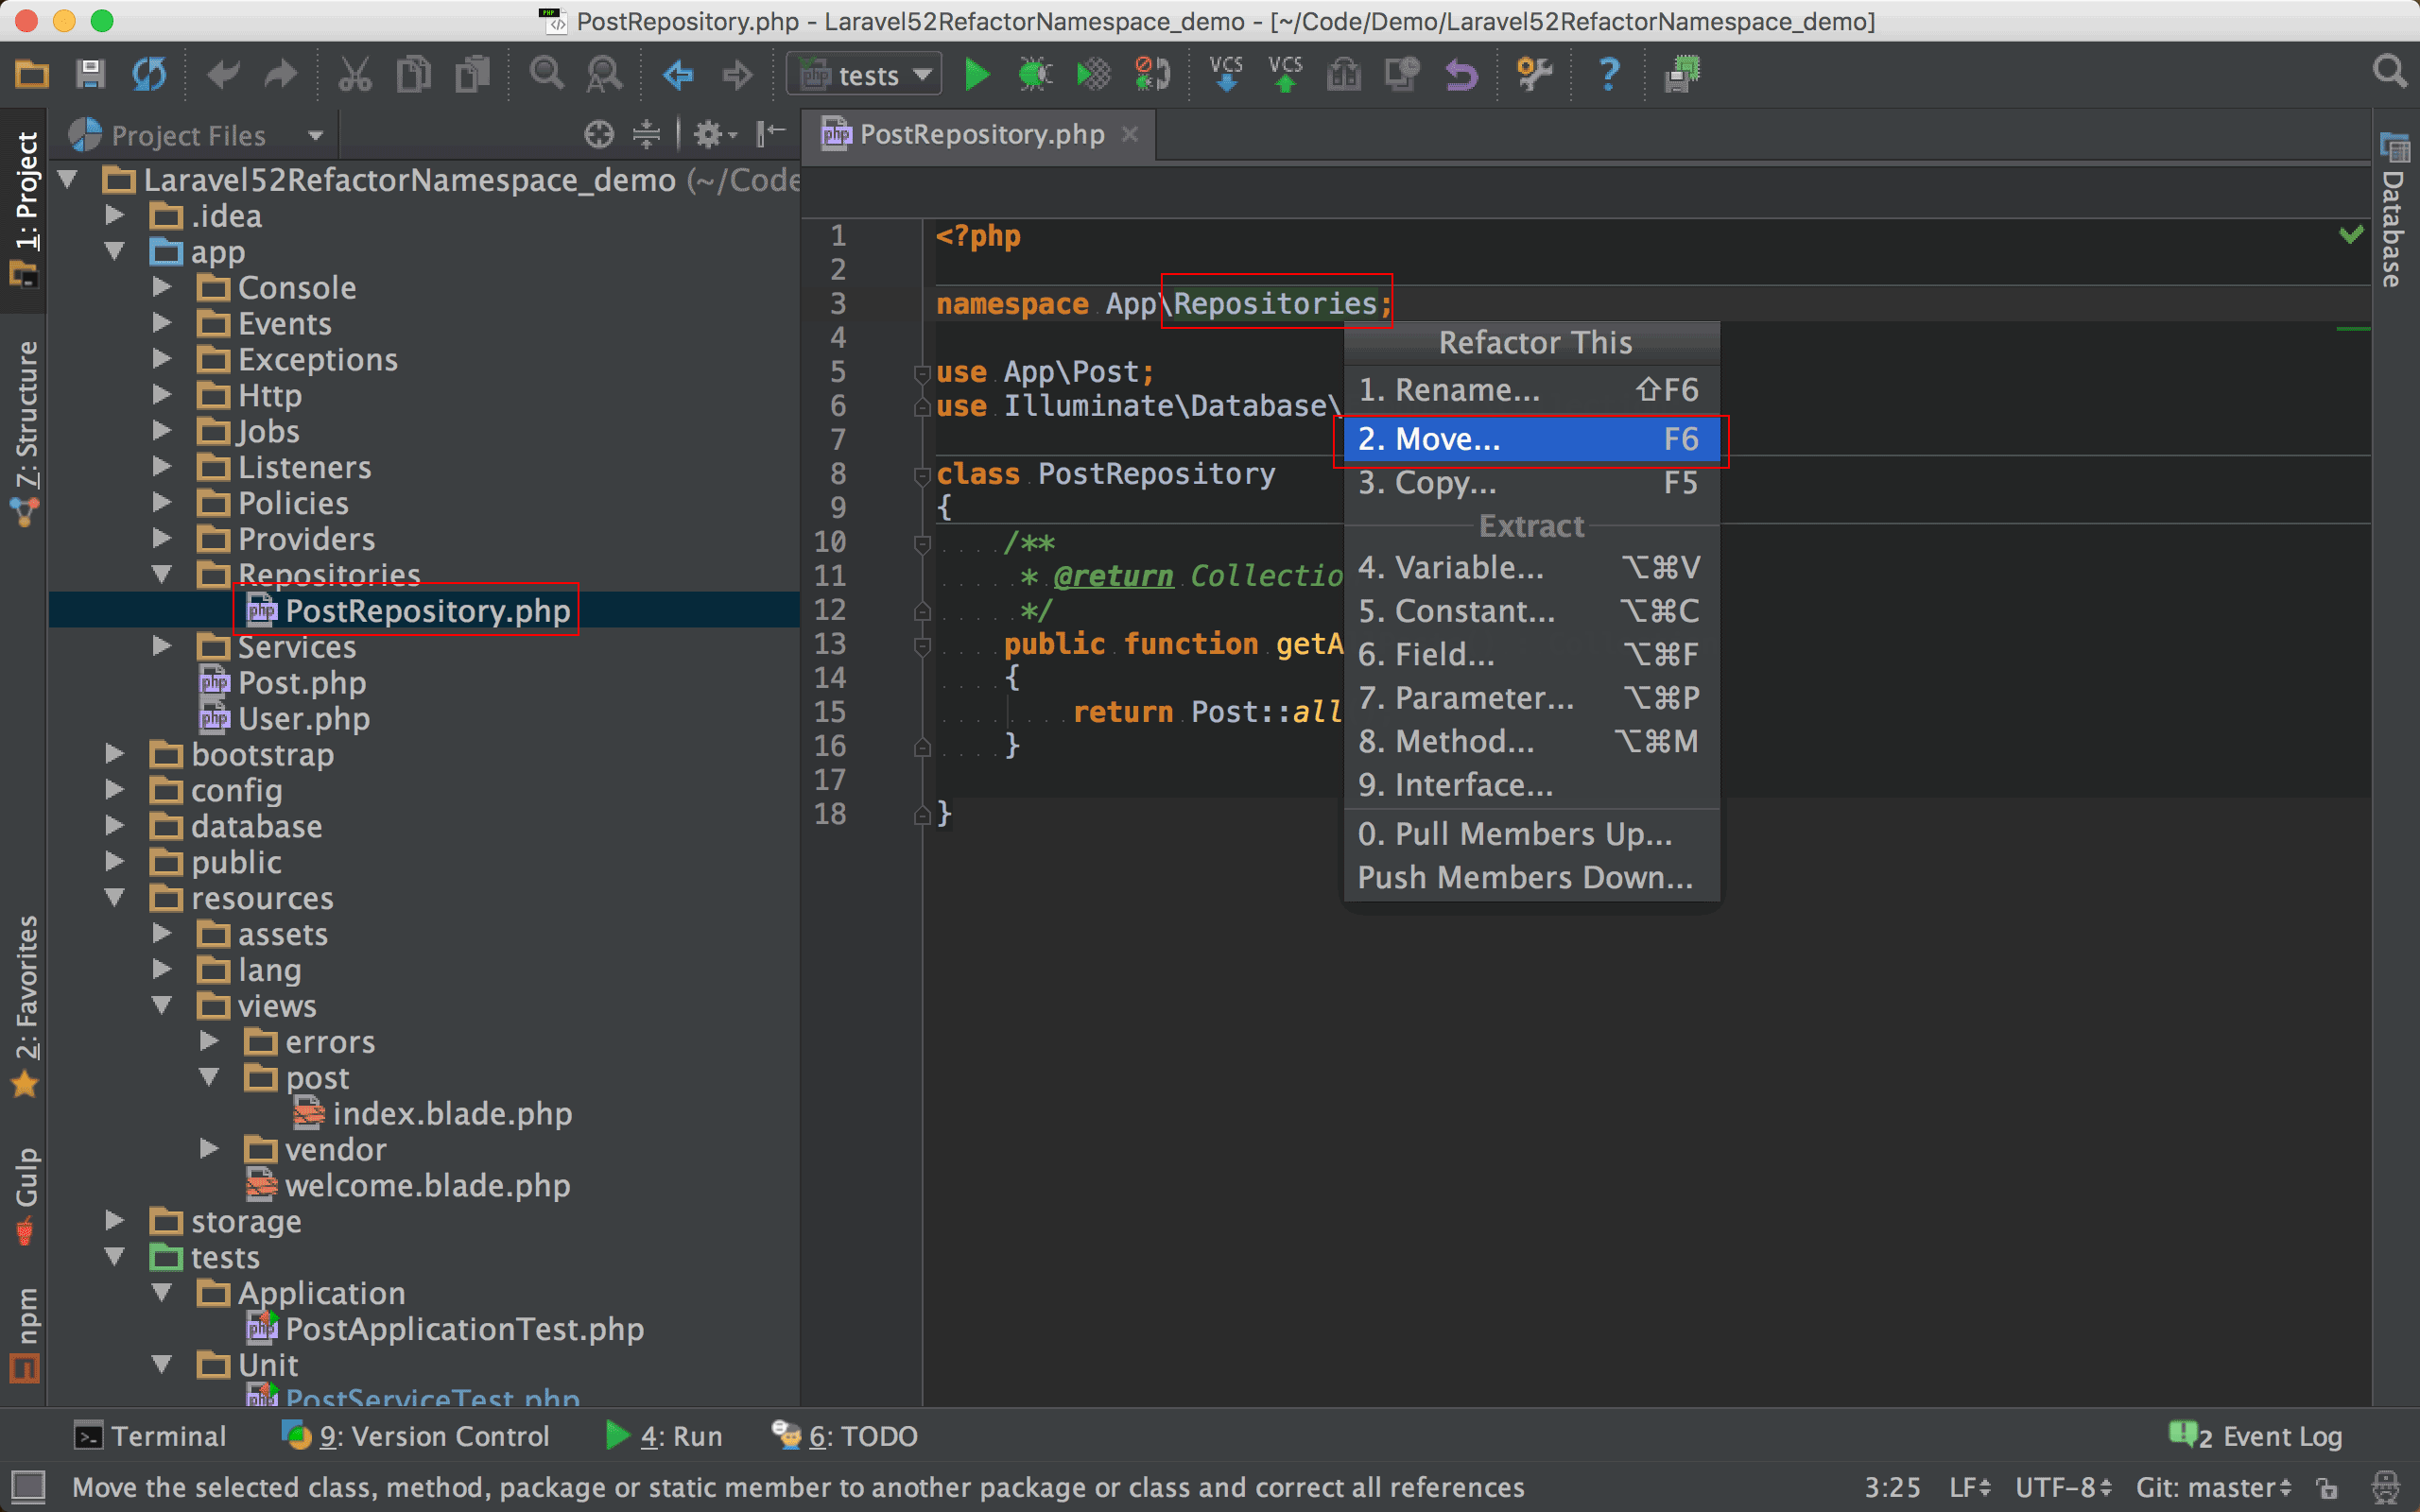 PostRepository.php - Laravel52RefactorNamespace_demo - [~/Code/Demo/Laravel52RefactorNamespace_demo]
tests
VCS
VCS
?
1: Project
7: Structure
2: Favorites
Gulp
npm
Project Files
Laravel52RefactorNamespace_demo (~/Code
.idea
app
Console
Events
Exceptions
Http
Jobs
Listeners
Policies
Providers
Repositories
PostRepository.php
Services
Post.php
User.php
bootstrap
config
database
public
resources
assets
lang
views
errors
post
index.blade.php
vendor
welcome.blade.php
storage
tests
Application
PostApplicationTest.php
Unit
PostServiceTest.php
PostRepository.php
1 <?php
2
3 namespace App\Repositories;
4
5 use App\Post;
6 use Illuminate\Database\
7
8 class PostRepository
9 {
10 /**
11 * @return Collectio
12 */
13 public function getA
14 {
15 return Post::all
16 }
17
18 }
Refactor This
1. Rename... ⇧F6
2. Move... F6
3. Copy... F5
Extract
4. Variable... ⌥⌘V
5. Constant... ⌥⌘C
6. Field... ⌥⌘F
7. Parameter... ⌥⌘P
8. Method... ⌥⌘M
9. Interface...
0. Pull Members Up...
Push Members Down...
Database
Terminal
9: Version Control
4: Run
6: TODO
2 Event Log
Move the selected class, method, package or static member to another package or class and correct all references
3:25 LF UTF-8 Git: master